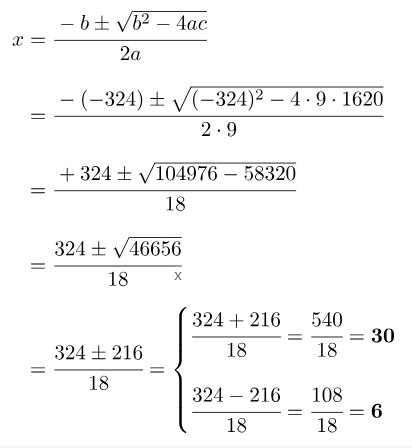 x = (−b ± √(b² − 4ac)) / (2a)
= (−(−324) ± √((−324)² − 4 · 9 · 1620)) / (2 · 9)
= (+324 ± √(104976 − 58320)) / 18
= (324 ± √46656) / 18
x
= (324 ± 216) / 18 = { (324 + 216) / 18 = 540 / 18 = 30
(324 − 216) / 18 = 108 / 18 = 6